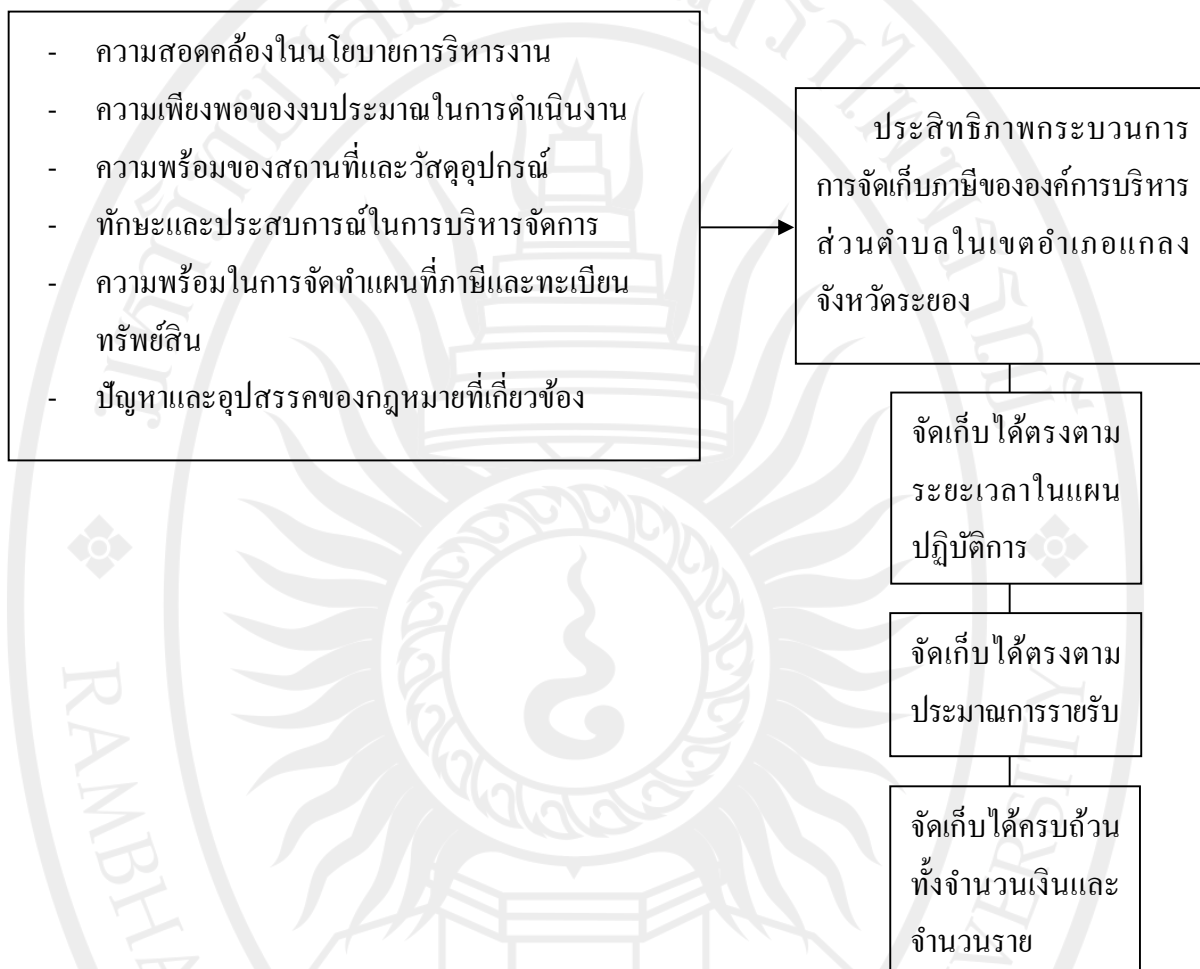 - ความสอดคล้องในนโยบายการริหารงาน
- ความเพียงพอของงบประมาณในการดำเนินงาน
- ความพร้อมของสถานที่และวัสดุอุปกรณ์
- ทักษะและประสบการณ์ในการบริหารจัดการ
- ความพร้อมในการจัดทำแผนที่ภาษีและทะเบียน
ทรัพย์สิน
- ปัญหาและอุปสรรคของกฎหมายที่เกี่ยวข้อง
ประสิทธิภาพกระบวนการ
การจัดเก็บภาษีขององค์การบริหาร
ส่วนตำบลในเขตอำเภอแกลง
จังหวัดระยอง
จัดเก็บได้ตรงตาม
ระยะเวลาในแผน
ปฏิบัติการ
จัดเก็บได้ตรงตาม
ประมาณการรายรับ
จัดเก็บได้ครบถ้วน
ทั้งจำนวนเงินและ
จำนวนราย
RAMBHA
VERSITY